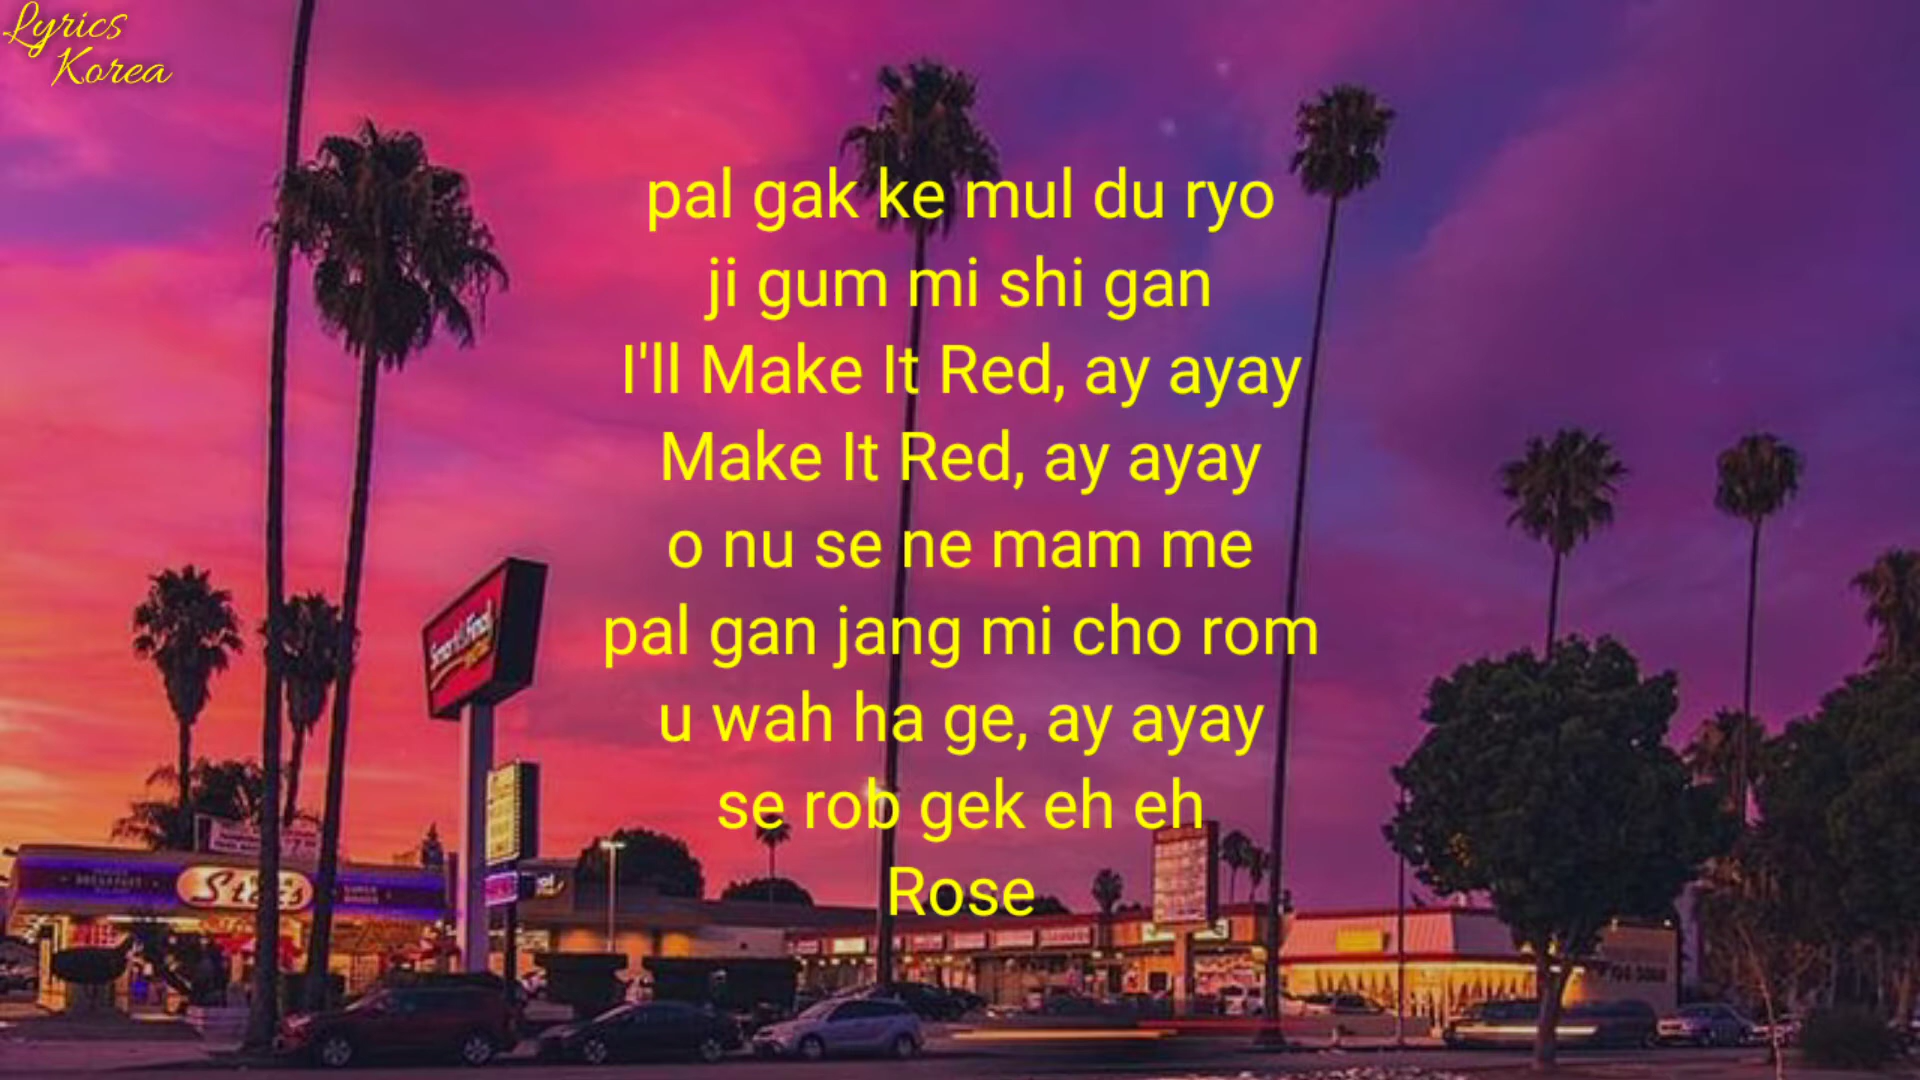 Lyrics
Korea
pal gak ke mul du ryo
ji gum mi shi gan
I'll Make It Red, ay ayay
Make It Red, ay ayay
o nu se ne mam me
pal gan jang mi cho rom
u wah ha ge, ay ayay
se rob gek eh eh
Rose
Smart&Final